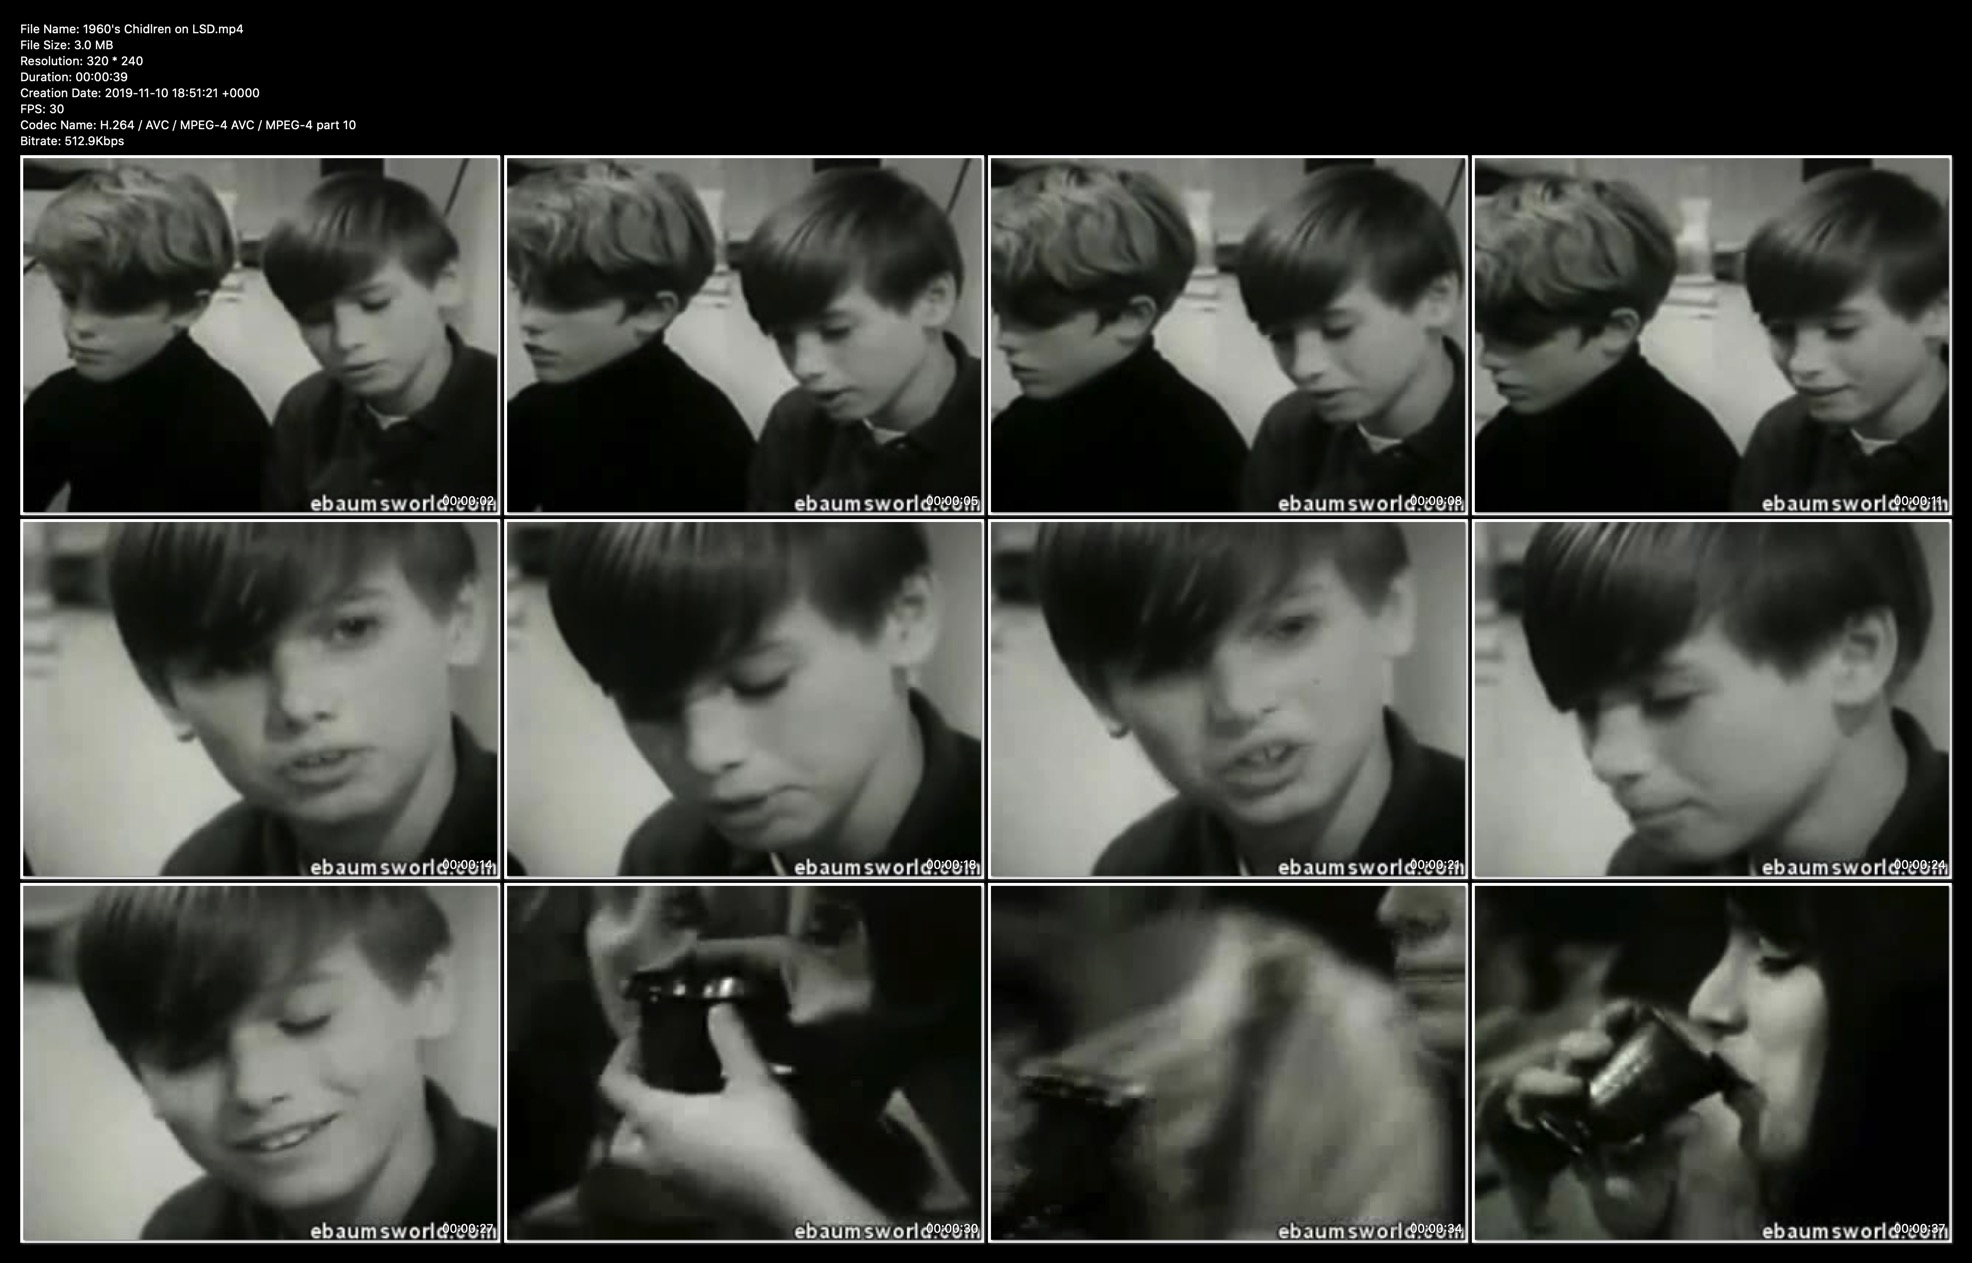 File Name: 1960's Chidlren on LSD.mp4
File Size: 3.0 MB
Resolution: 320 * 240
Duration: 00:00:39
Creation Date: 2019-11-10 18:51:21 +0000
FPS: 30
Codec Name: H.264 / AVC / MPEG-4 AVC / MPEG-4 part 10
Bitrate: 512.9Kbps
ebaumsworld.com 00:00:02
ebaumsworld.com 00:00:05
ebaumsworld.com 00:00:08
ebaumsworld.com 00:00:11
ebaumsworld.com 00:00:14
ebaumsworld.com 00:00:18
ebaumsworld.com 00:00:21
ebaumsworld.com 00:00:24
ebaumsworld.com 00:00:27
ebaumsworld.com 00:00:30
ebaumsworld.com 00:00:34
ebaumsworld.com 00:00:37